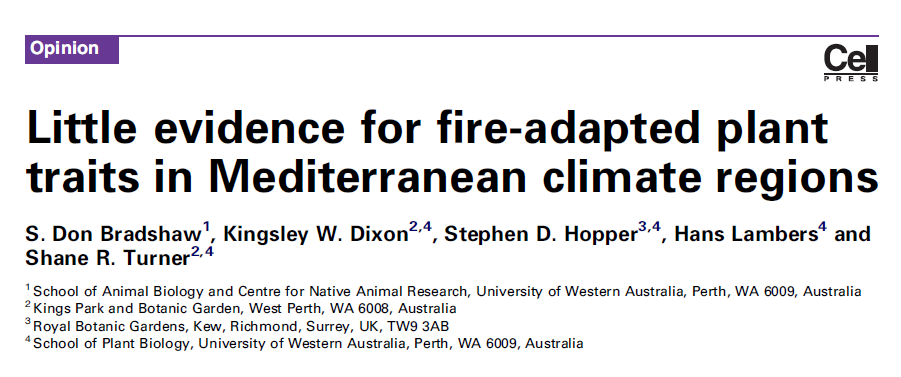 Opinion
Cell
PRESS
Little evidence for fire-adapted plant
traits in Mediterranean climate regions
S. Don Bradshaw1, Kingsley W. Dixon2,4, Stephen D. Hopper3,4, Hans Lambers4 and
Shane R. Turner2,4
1 School of Animal Biology and Centre for Native Animal Research, University of Western Australia, Perth, WA 6009, Australia
2 Kings Park and Botanic Garden, West Perth, WA 6008, Australia
3 Royal Botanic Gardens, Kew, Richmond, Surrey, UK, TW9 3AB
4 School of Plant Biology, University of Western Australia, Perth, WA 6009, Australia